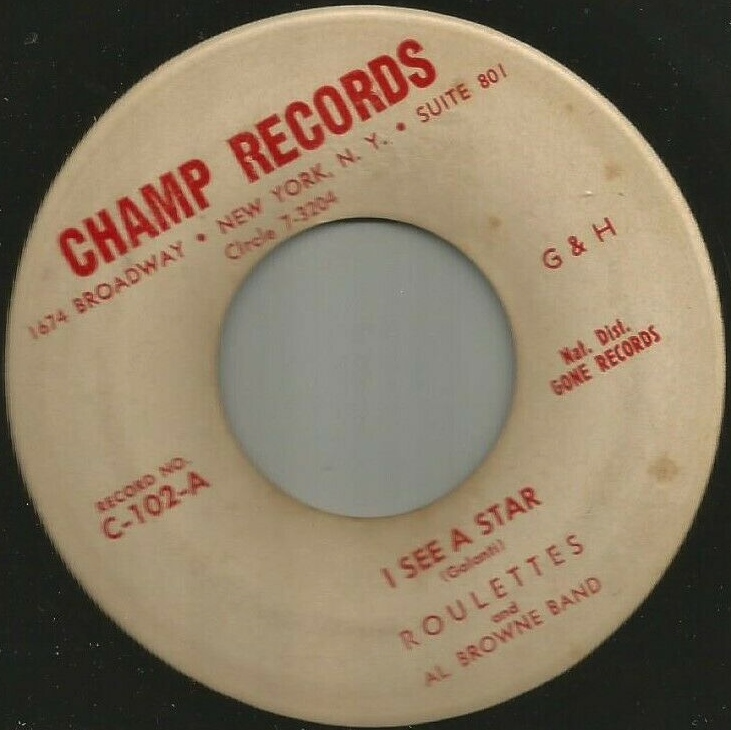 CHAMP RECORDS
1674 BROADWAY • NEW YORK, N. Y. • SUITE 801
Circle 7-3204
G & H
Nat. Dist.
GONE RECORDS
RECORD NO.
C-102-A
I SEE A STAR
(Galanti)
ROULETTES
and
AL BROWNE BAND